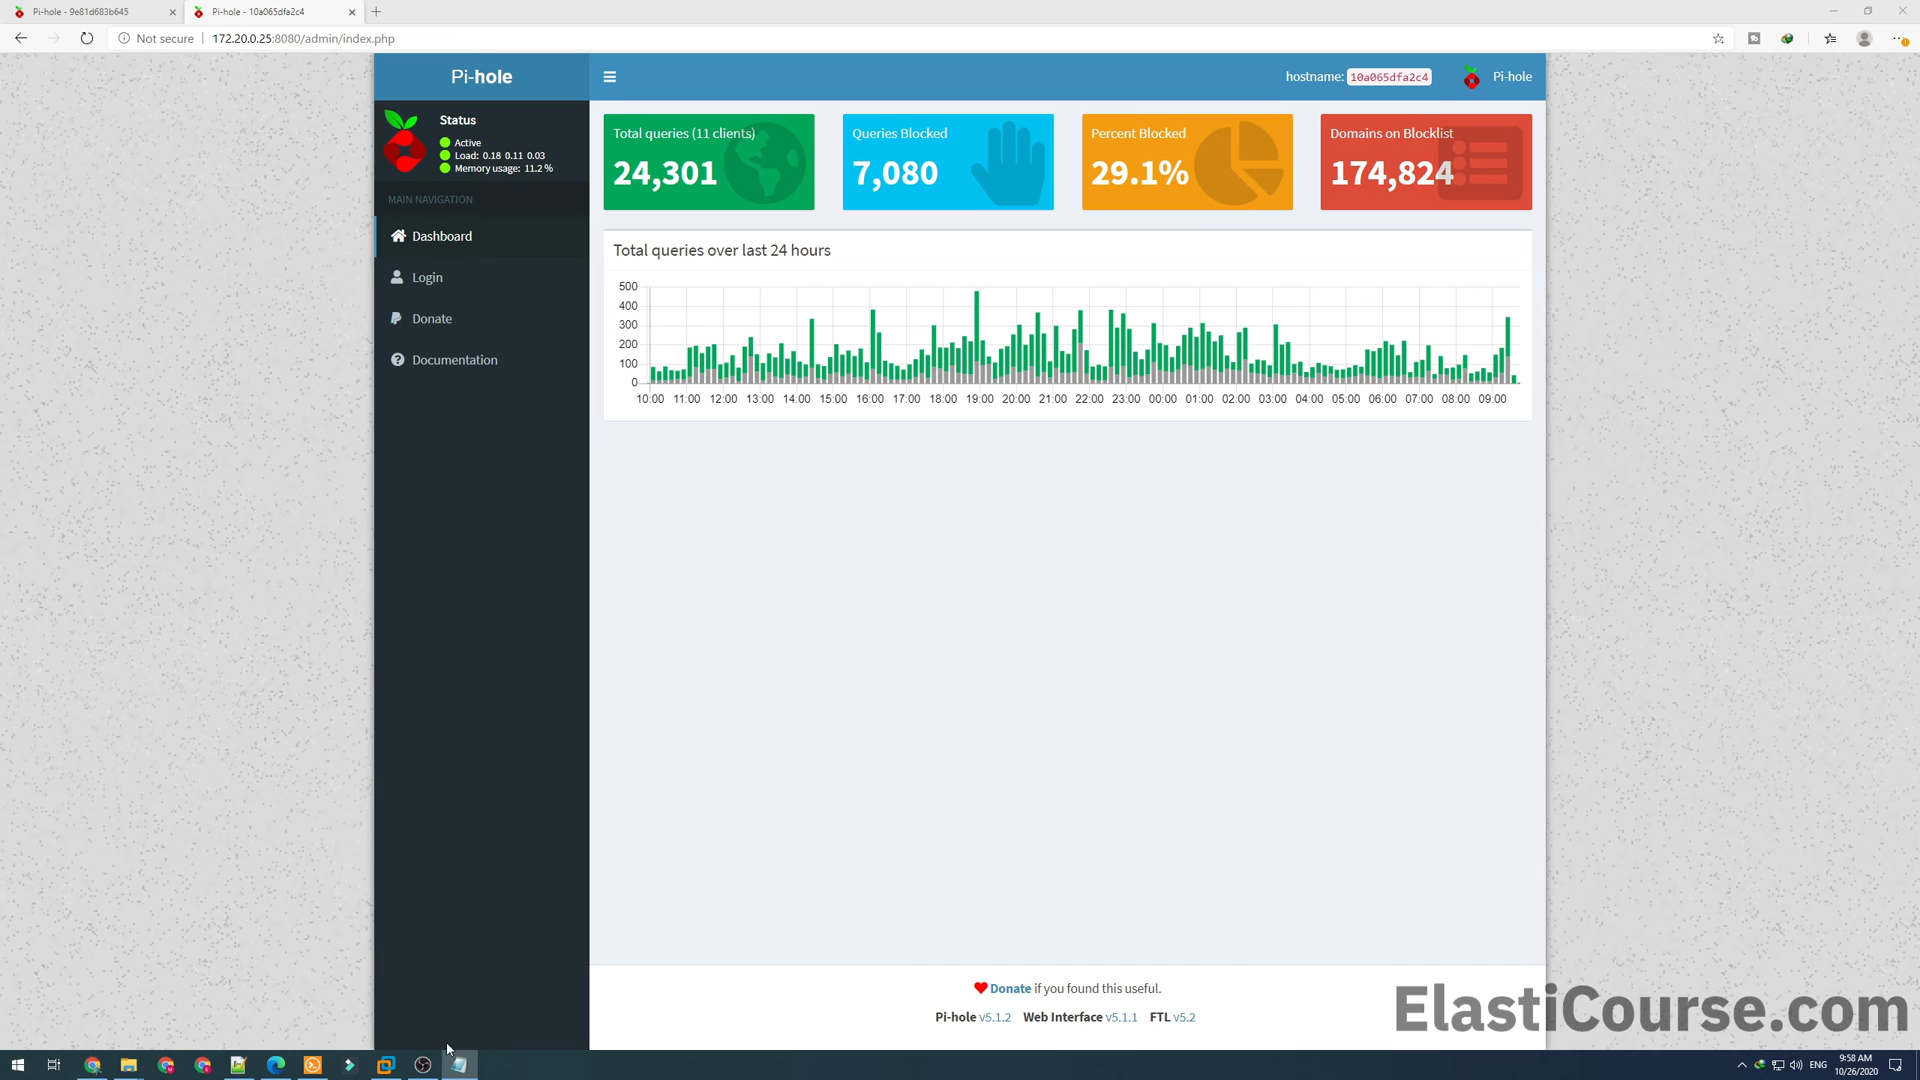 Pi-hole - 9e81d683b645
Pi-hole - 10a065dfa2c4
Not secure
172.20.0.25:8080/admin/index.php
Pi-hole
hostname: 10a065dfa2c4
Pi-hole
Status
Active
Load: 0.18 0.11 0.03
Memory usage: 11.2 %
MAIN NAVIGATION
Dashboard
Login
Donate
Documentation
Total queries (11 clients)
24,301
Queries Blocked
7,080
Percent Blocked
29.1%
Domains on Blocklist
174,824
Total queries over last 24 hours
500
400
300
200
100
0
10:00 11:00 12:00 13:00 14:00 15:00 16:00 17:00 18:00 19:00 20:00 21:00 22:00 23:00 00:00 01:00 02:00 03:00 04:00 05:00 06:00 07:00 08:00 09:00
Donate if you found this useful.
Pi-hole v5.1.2 Web Interface v5.1.1 FTL v5.2
ElastiCourse.com
ENG
9:58 AM
10/26/2020